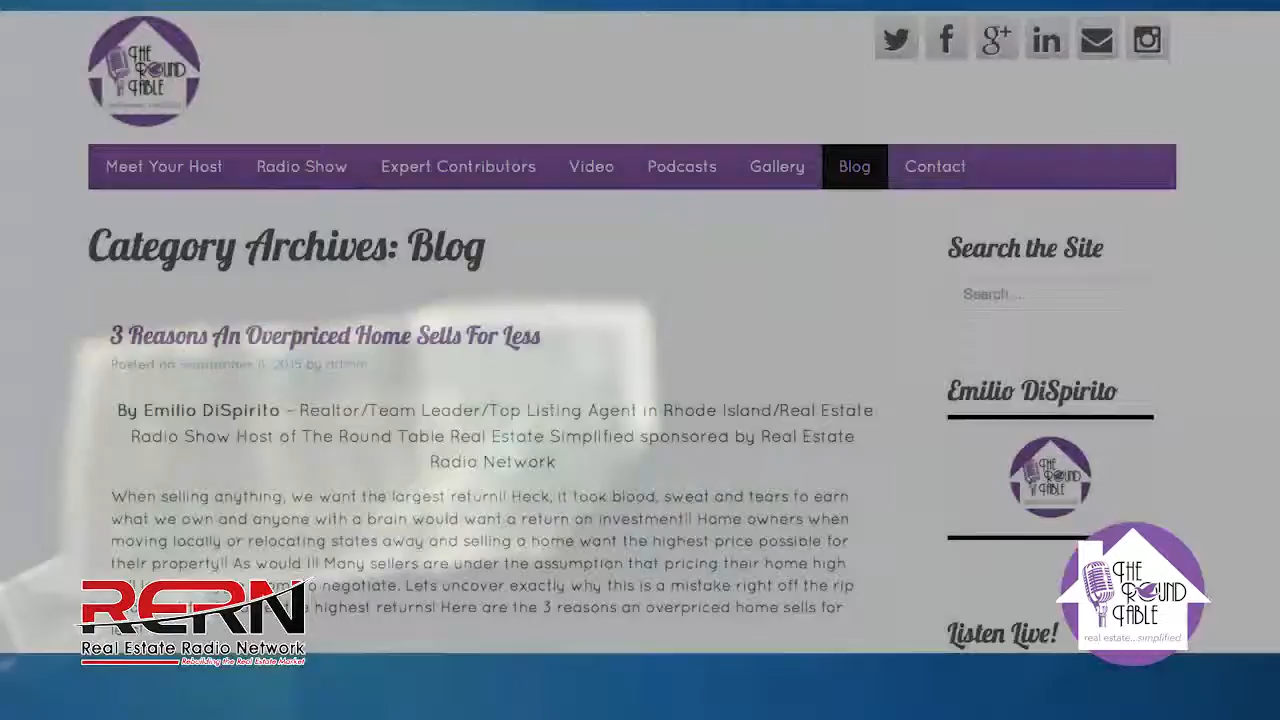 THE
ROUND
TABLE
Meet Your Host Radio Show Expert Contributors Video Podcasts Gallery Blog Contact
Category Archives: Blog
Search the Site
Search ...
3 Reasons An Overpriced Home Sells For Less
Posted on 2015 by admin
Emilio DiSpirito
By Emilio DiSpirito - Realtor/Team Leader/Top Listing Agent in Rhode Island/Real Estate
Radio Show Host of The Round Table Real Estate Simplified sponsored by Real Estate
Radio Network
THE
ROUND
TABLE
When selling anything, we want the largest return!! Heck, it took blood, sweat and tears to earn
what we own and anyone with a brain would want a return on investment!! Home owners when
moving locally or relocating states away and selling a home want the highest price possible for
their property!! As would I!! Many sellers are under the assumption that pricing their home high
negotiate. Lets uncover exactly why this is a mistake right off the rip
highest returns! Here are the 3 reasons an overpriced home sells for
Listen Live!
RERN
Real Estate Radio Network
Rebuilding the Real Estate Market
THE
ROUND
TABLE
real estate...simplified